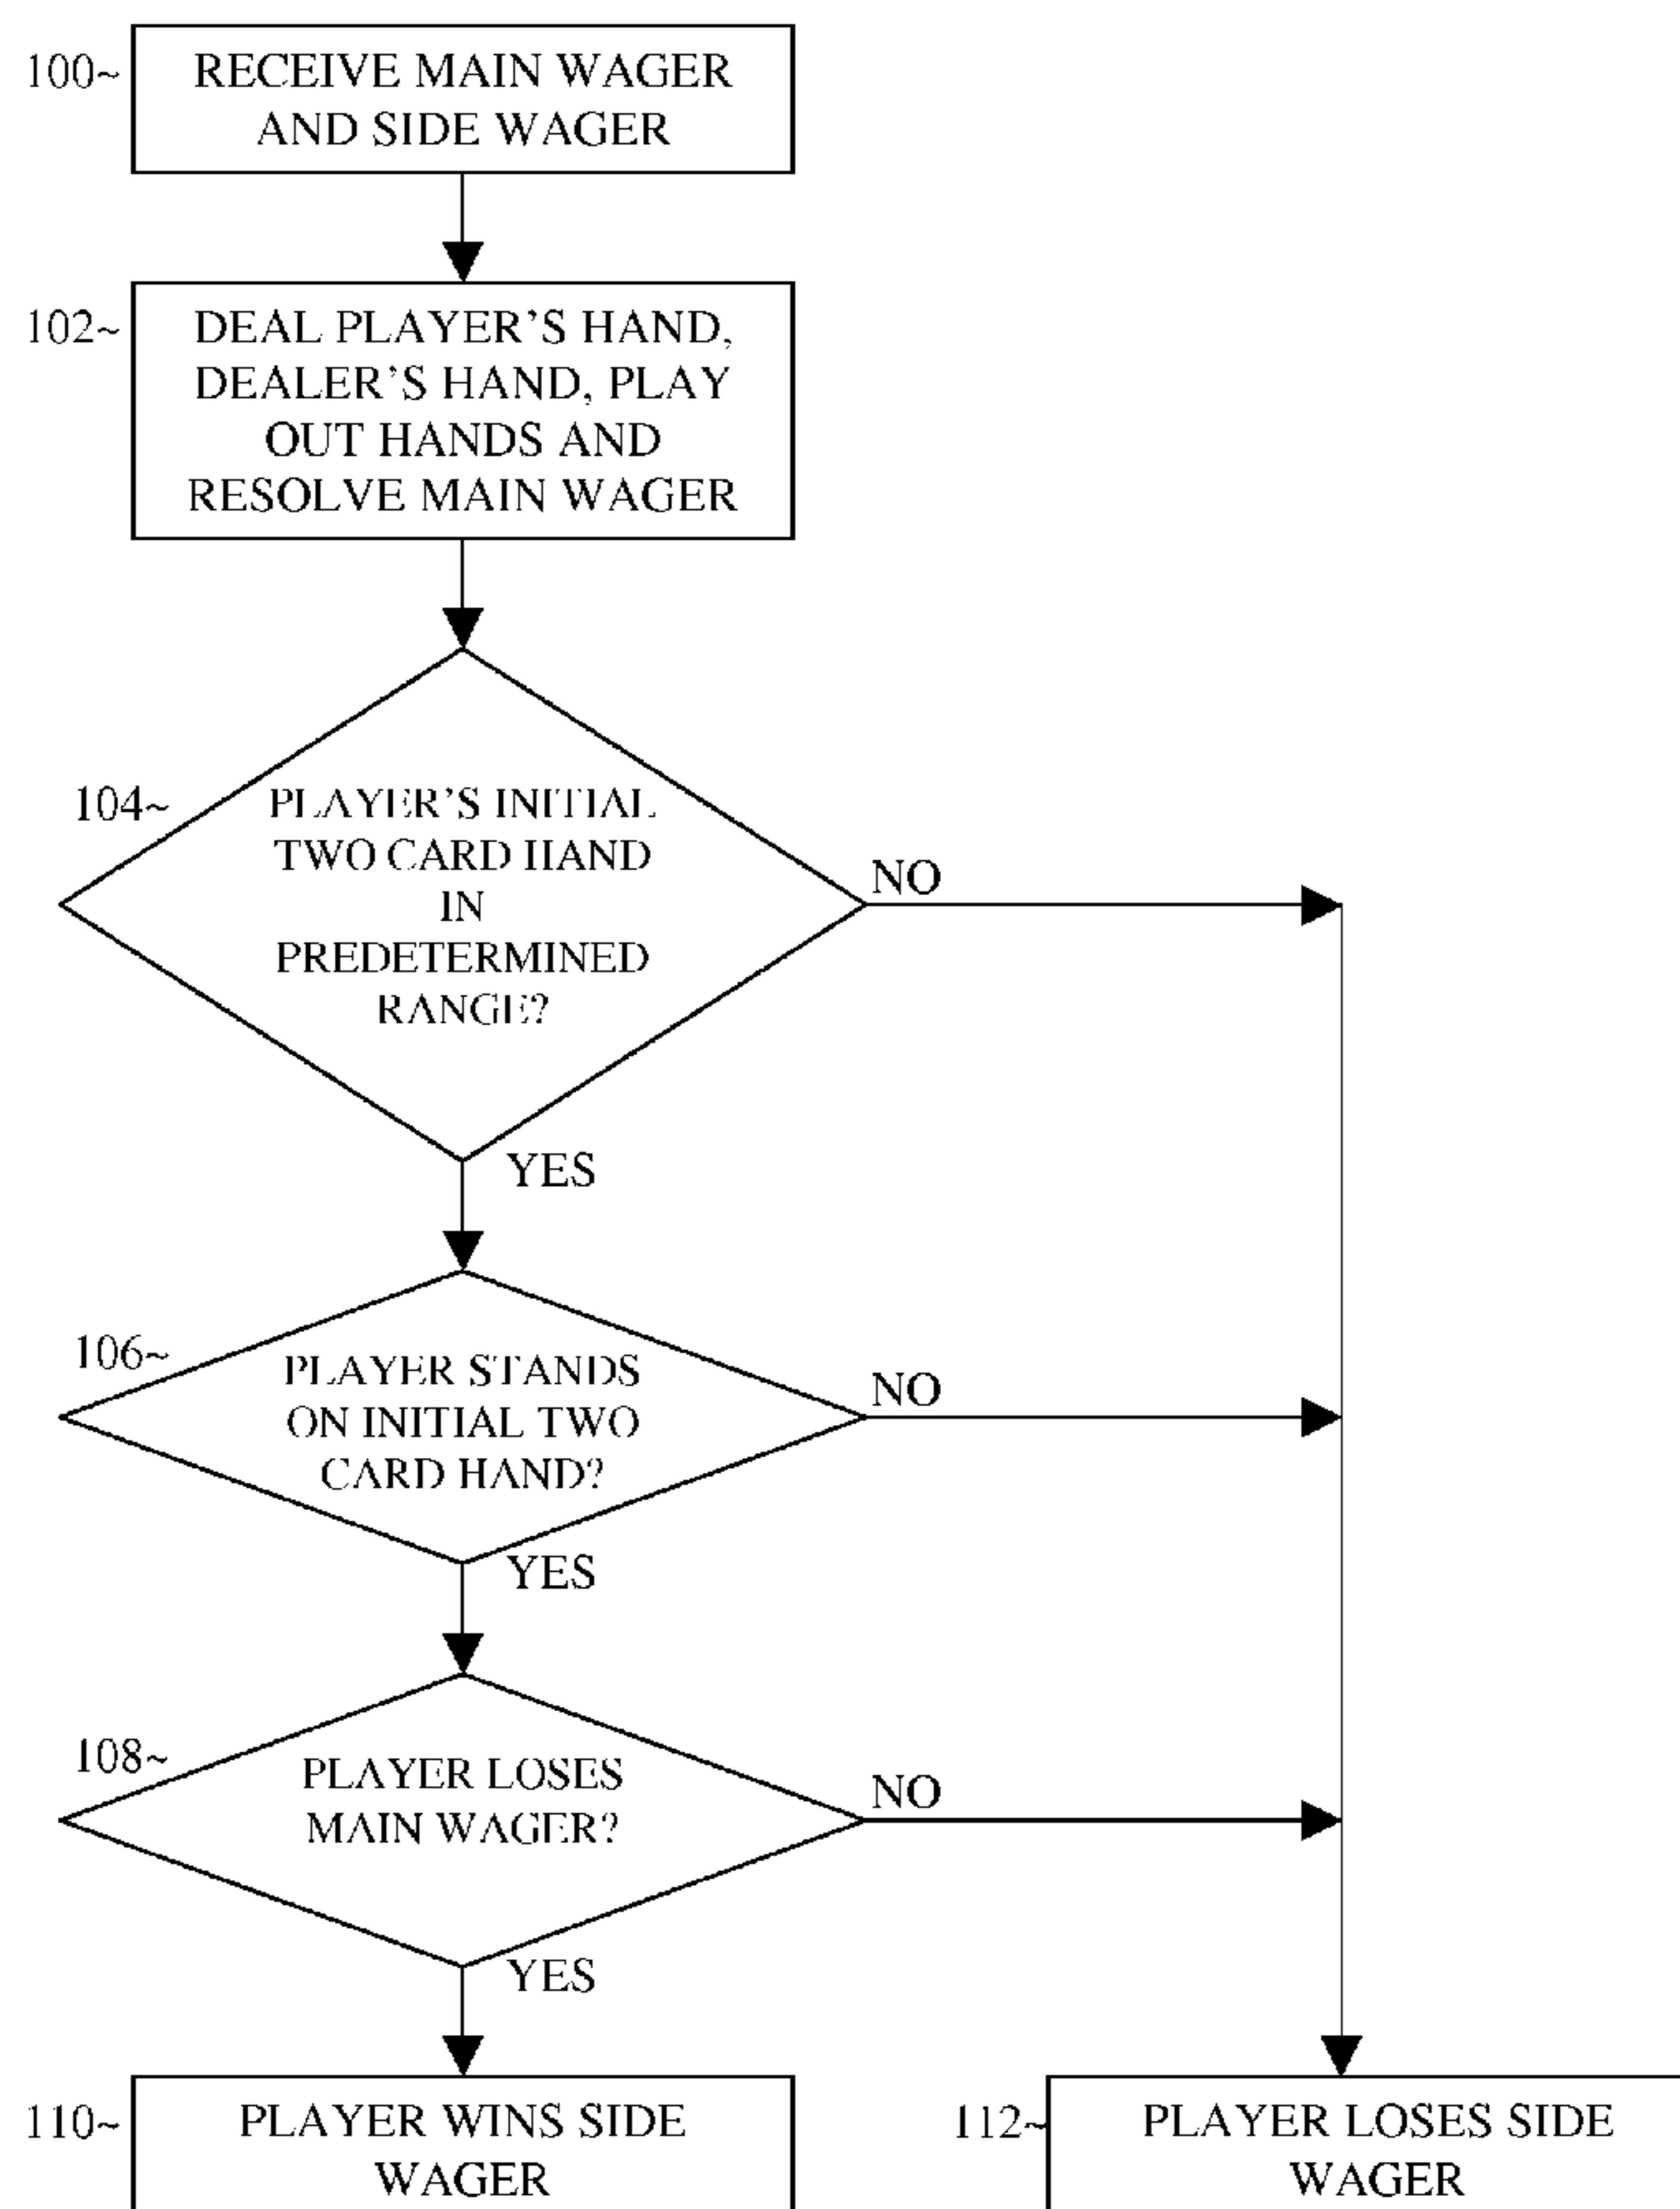 100~
RECEIVE MAIN WAGER
AND SIDE WAGER
102~
DEAL PLAYER'S HAND,
DEALER'S HAND, PLAY
OUT HANDS AND
RESOLVE MAIN WAGER
104~
PLAYER'S INITIAL
TWO CARD HAND
IN
PREDETERMINED
RANGE?
NO
YES
106~
PLAYER STANDS
ON INITIAL TWO
CARD HAND?
NO
YES
108~
PLAYER LOSES
MAIN WAGER?
NO
YES
110~
PLAYER WINS SIDE
WAGER
112~
PLAYER LOSES SIDE
WAGER